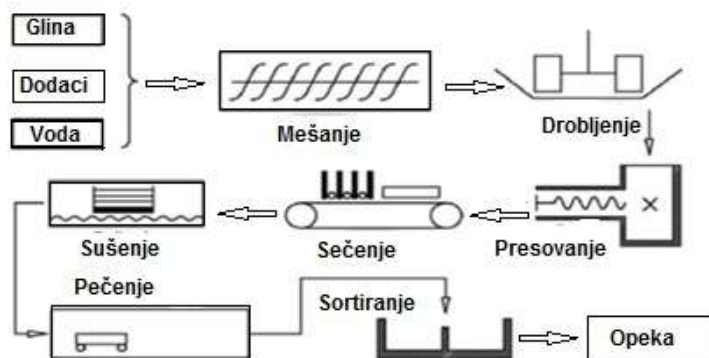 Glina
Dodaci
Voda
Mešanje
Drobljenje
Presovanje
Sečenje
Sušenje
Pečenje
Sortiranje
Opeka